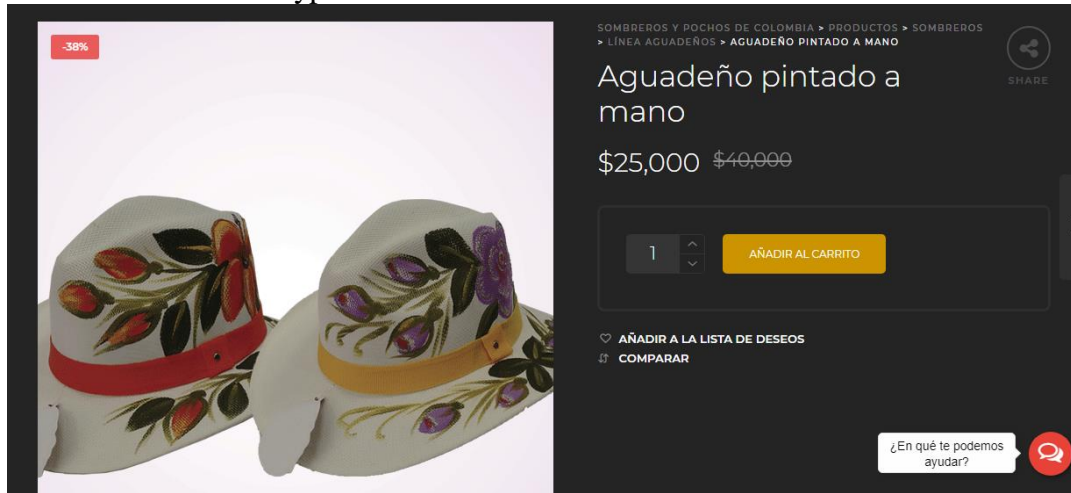 -38%
SOMBREROS Y POCHOS DE COLOMBIA > PRODUCTOS > SOMBREROS
> LÍNEA AGUADEÑOS > AGUADEÑO PINTADO A MANO
SHARE
Aguadeño pintado a
mano
$25,000 $40,000
1
AÑADIR AL CARRITO
AÑADIR A LA LISTA DE DESEOS
COMPARAR
¿En qué te podemos
ayudar?